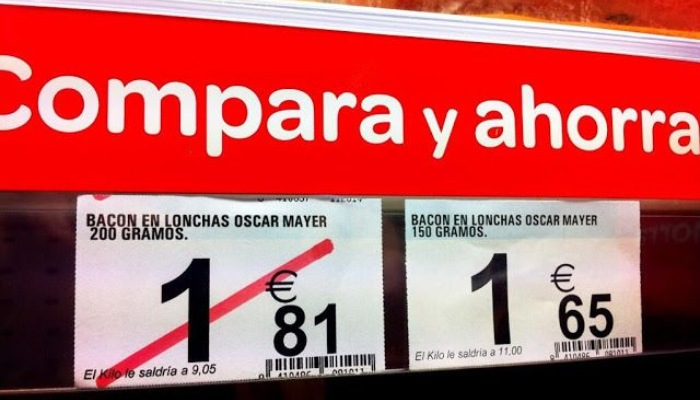 Compara y ahorra
BACON EN LONCHAS OSCAR MAYER
200 GRAMOS.
1 € 81
El Kilo le saldría a 9,05
BACON EN LONCHAS OSCAR MAYER
150 GRAMOS.
1 € 65
El Kilo le saldría a 11,00